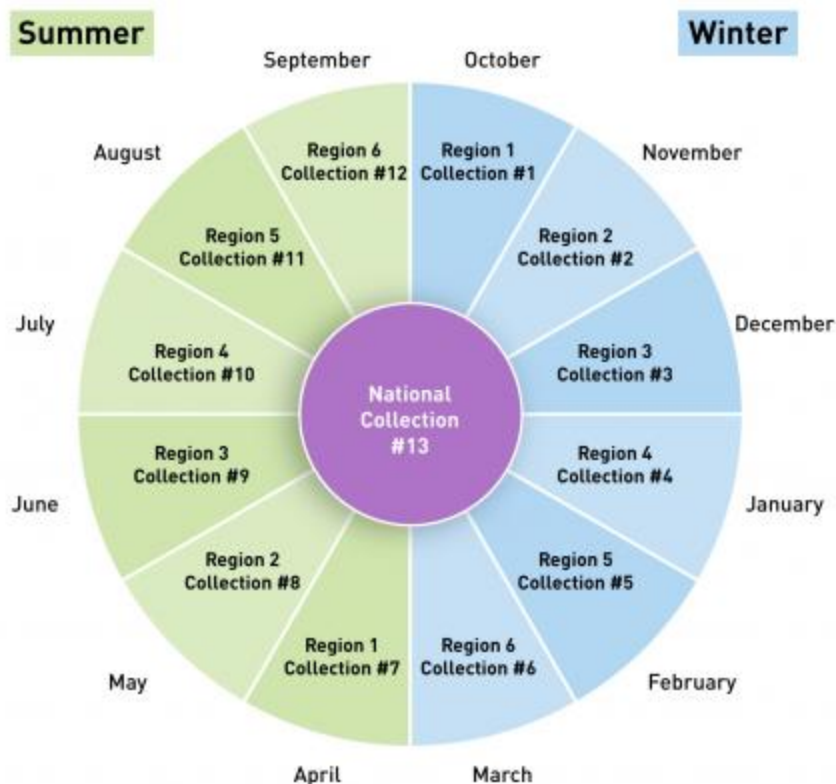 Summer
Winter
September
October
August
November
Region 6
Collection #12
Region 1
Collection #1
Region 5
Collection #11
Region 2
Collection #2
July
December
Region 4
Collection #10
Region 3
Collection #3
National
Collection
#13
Region 3
Collection #9
Region 4
Collection #4
June
January
Region 2
Collection #8
Region 5
Collection #5
Region 1
Collection #7
Region 6
Collection #6
May
February
April
March